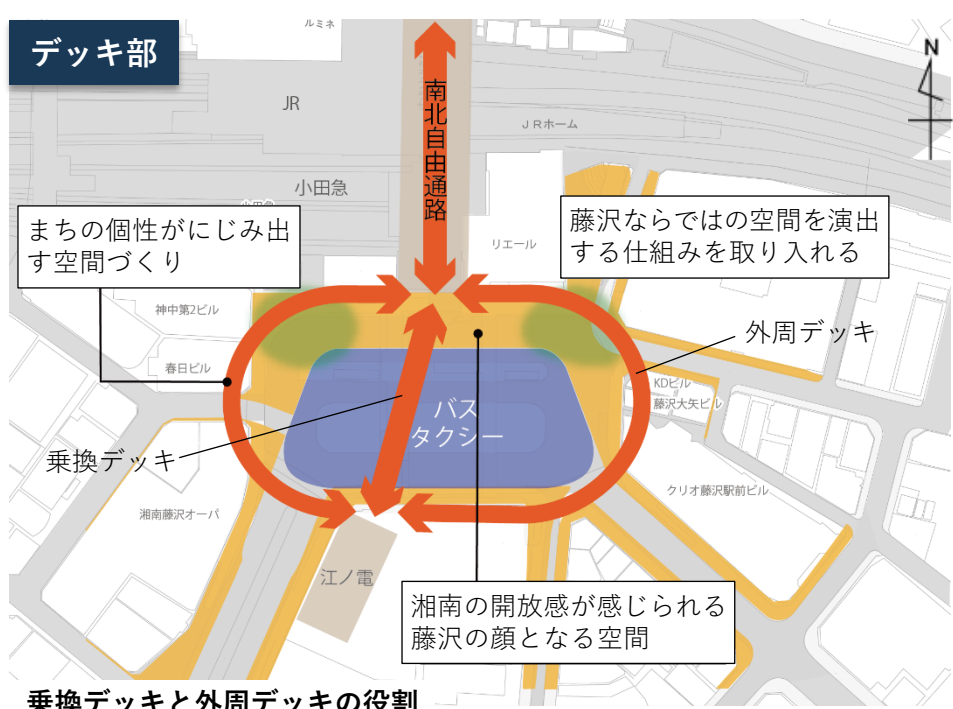 ルミネ
デッキ部
N
JR
南北自由通路
JRホーム
小田急
まちの個性がにじみ出
す空間づくり
藤沢ならではの空間を演出
する仕組みを取り入れる
リエール
神中第2ビル
外周デッキ
春日ビル
KDビル
藤沢大矢ビル
バス
タクシー
乗換デッキ
クリオ藤沢駅前ビル
湘南藤沢オーパ
江ノ電
湘南の開放感が感じられる
藤沢の顔となる空間
乗換デッキと外周デッキの役割